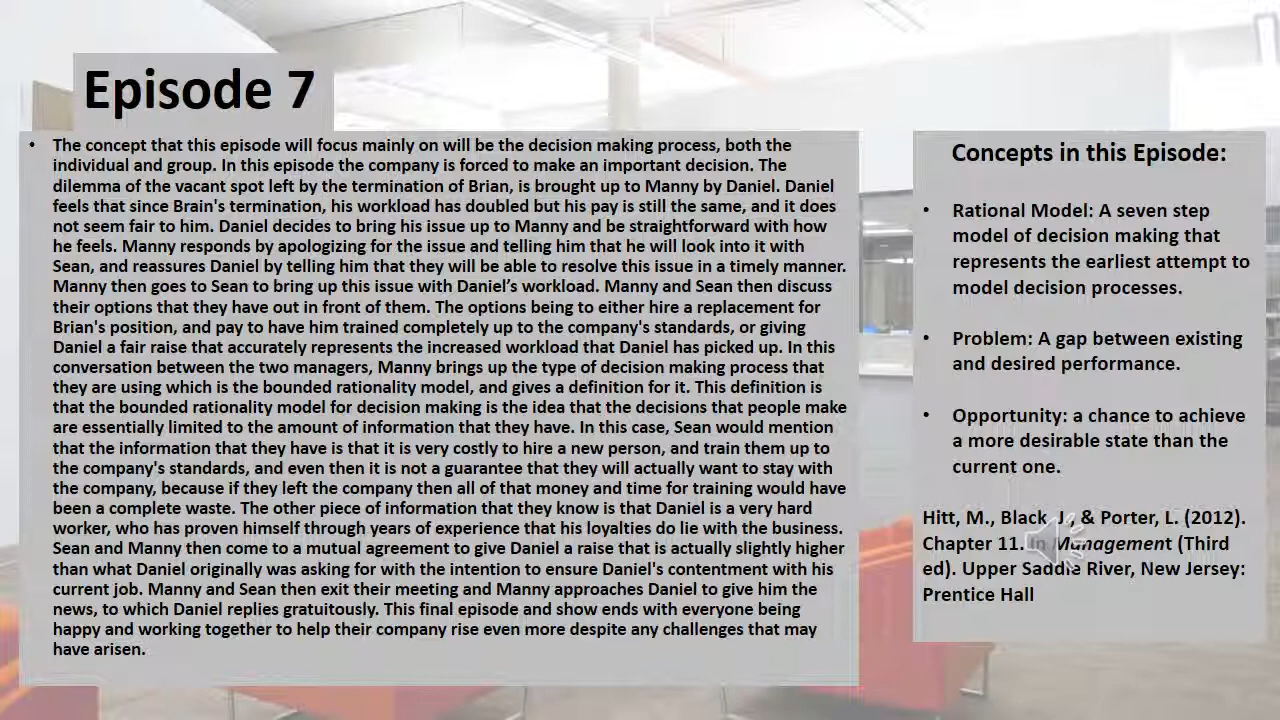 Episode 7
• The concept that this episode will focus mainly on will be the decision making process, both the
individual and group. In this episode the company is forced to make an important decision. The
dilemma of the vacant spot left by the termination of Brian, is brought up to Manny by Daniel. Daniel
feels that since Brain's termination, his workload has doubled but his pay is still the same, and it does
not seem fair to him. Daniel decides to bring his issue up to Manny and be straightforward with how
he feels. Manny responds by apologizing for the issue and telling him that he will look into it with
Sean, and reassures Daniel by telling him that they will be able to resolve this issue in a timely manner.
Manny then goes to Sean to bring up this issue with Daniel’s workload. Manny and Sean then discuss
their options that they have out in front of them. The options being to either hire a replacement for
Brian's position, and pay to have him trained completely up to the company's standards, or giving
Daniel a fair raise that accurately represents the increased workload that Daniel has picked up. In this
conversation between the two managers, Manny brings up the type of decision making process that
they are using which is the bounded rationality model, and gives a definition for it. This definition is
that the bounded rationality model for decision making is the idea that the decisions that people make
are essentially limited to the amount of information that they have. In this case, Sean would mention
that the information that they have is that it is very costly to hire a new person, and train them up to
the company's standards, and even then it is not a guarantee that they will actually want to stay with
the company, because if they left the company then all of that money and time for training would have
been a complete waste. The other piece of information that they know is that Daniel is a very hard
worker, who has proven himself through years of experience that his loyalties do lie with the business.
Sean and Manny then come to a mutual agreement to give Daniel a raise that is actually slightly higher
than what Daniel originally was asking for with the intention to ensure Daniel's contentment with his
current job. Manny and Sean then exit their meeting and Manny approaches Daniel to give him the
news, to which Daniel replies gratuitously. This final episode and show ends with everyone being
happy and working together to help their company rise even more despite any challenges that may
have arisen.
Concepts in this Episode:
• Rational Model: A seven step
model of decision making that
represents the earliest attempt to
model decision processes.
• Problem: A gap between existing
and desired performance.
• Opportunity: a chance to achieve
a more desirable state than the
current one.
Hitt, M., Black, J., & Porter, L. (2012).
Chapter 11. In Management (Third
ed). Upper Saddle River, New Jersey:
Prentice Hall